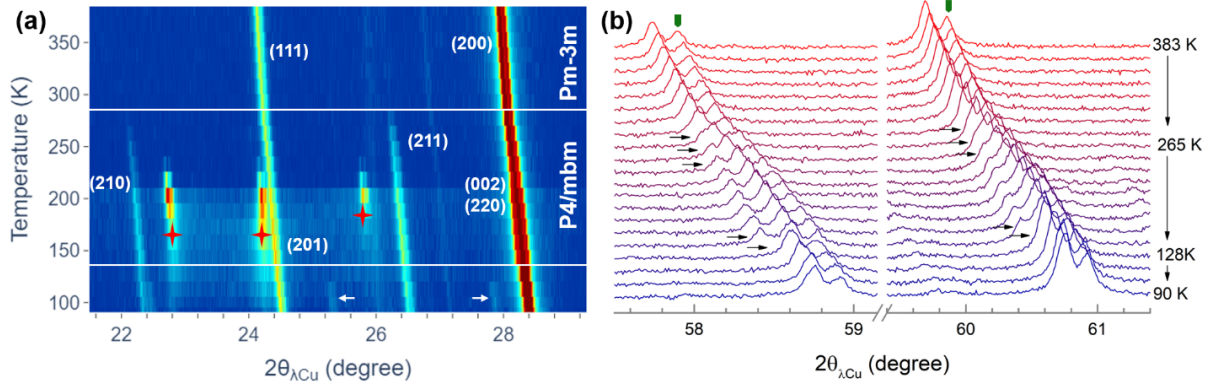 (a)
(b)
Temperature (K)
350
300
250
200
150
100
(111)
(200)
Pm-3m
(211)
(210)
(002)
(220)
(201)
P4/mbm
22
24
26
28
2θλCu (degree)
383 K
265 K
128K
90 K
58
59
60
61
2θλCu (degree)